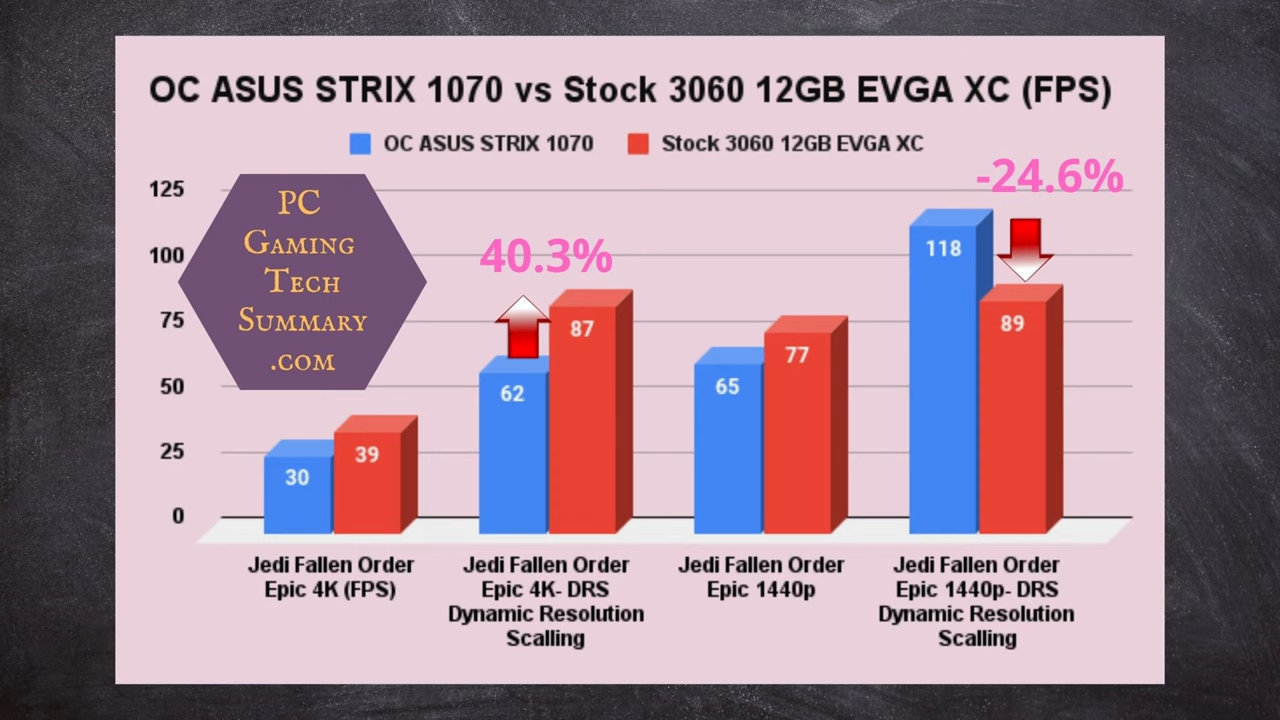 OC ASUS STRIX 1070 vs Stock 3060 12GB EVGA XC (FPS)
OC ASUS STRIX 1070
Stock 3060 12GB EVGA XC
-24.6%
40.3%
PC
Gaming
Tech
Summary
.com
125
100
75
50
25
0
30
39
62
87
65
77
118
89
Jedi Fallen Order
Epic 4K (FPS)
Jedi Fallen Order
Epic 4K- DRS
Dynamic Resolution
Scalling
Jedi Fallen Order
Epic 1440p
Jedi Fallen Order
Epic 1440p- DRS
Dynamic Resolution
Scalling